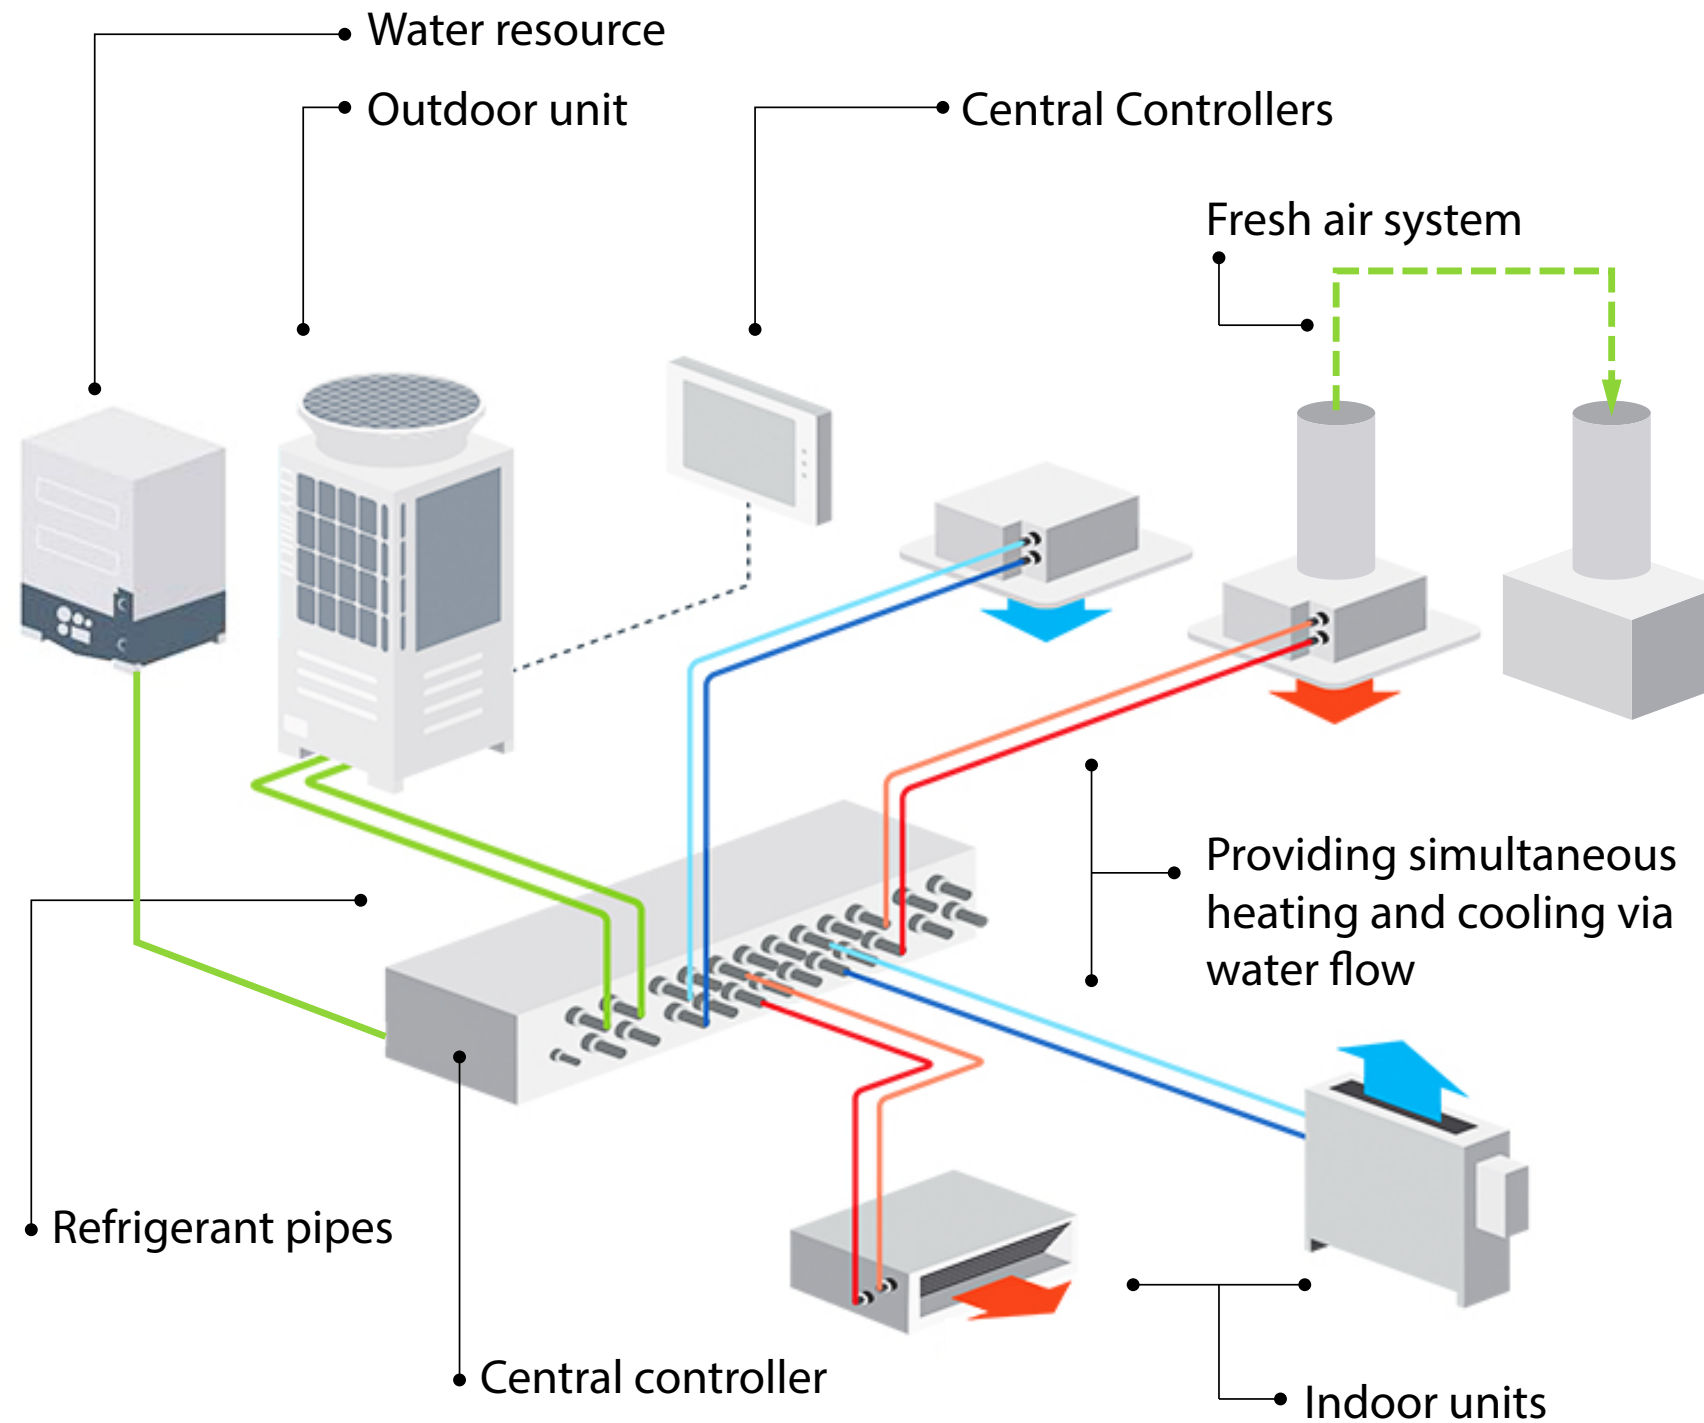 Water resource
Outdoor unit
Central Controllers
Fresh air system
Providing simultaneous
heating and cooling via
water flow
Refrigerant pipes
Central controller
Indoor units